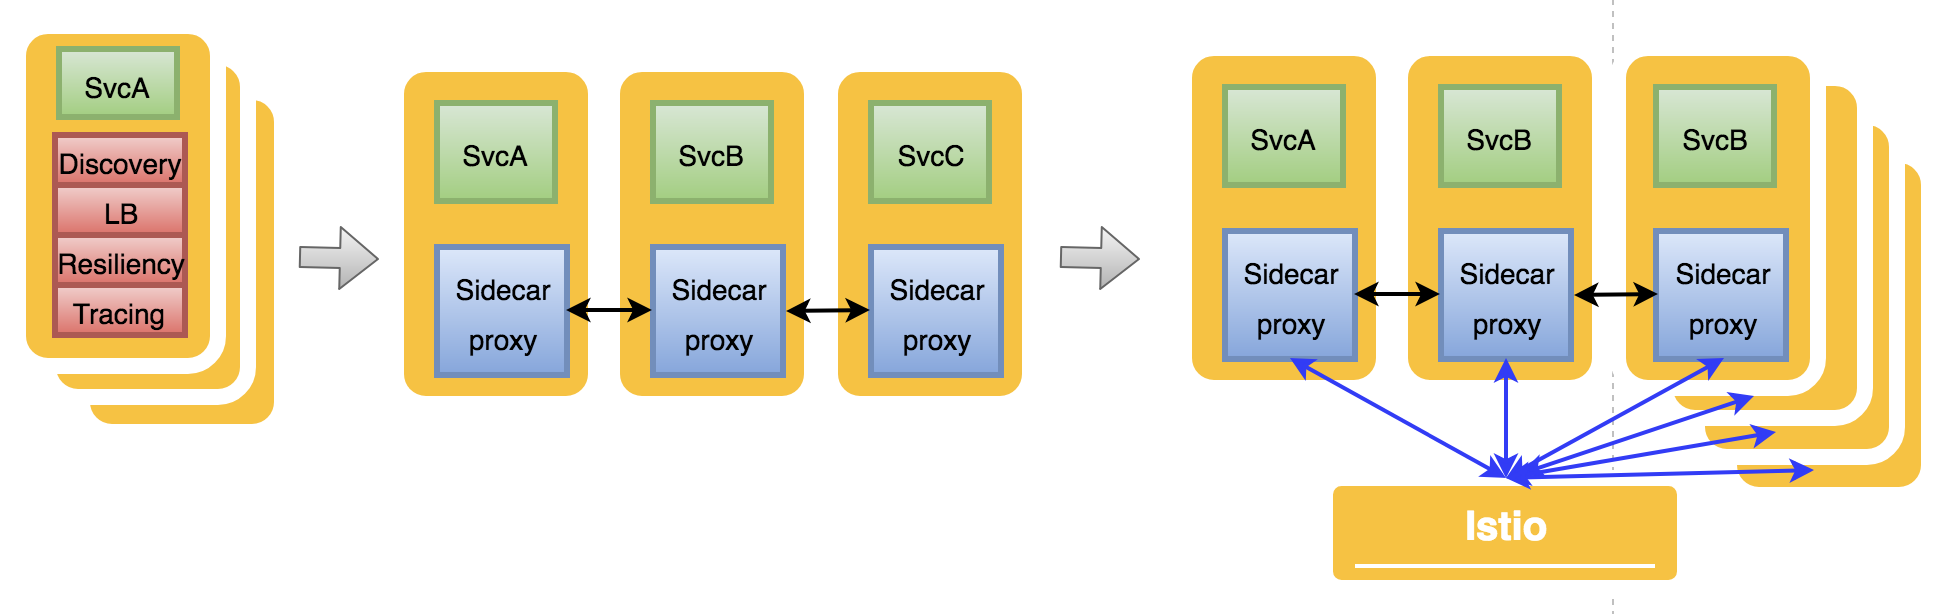 SvcA
Discovery
LB
Resiliency
Tracing
SvcA
SvcB
SvcC
Sidecar
proxy
Sidecar
proxy
Sidecar
proxy
SvcA
SvcB
SvcB
Sidecar
proxy
Sidecar
proxy
Sidecar
proxy
Istio